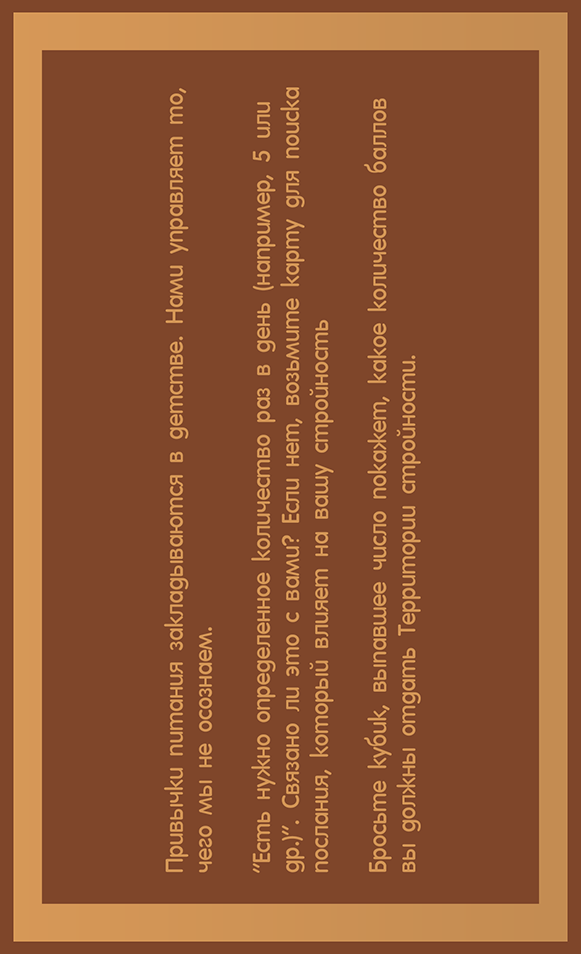 Привычки питания закладываются в детстве. Нами управляет то,
чего мы не осознаем.
“Есть нужно определенное количество раз в день (например, 5 или
др.)“. Связано ли это с вами? Если нет, возьмите карту для поиска
послания, который влияет на вашу стройность
Бросьте кубик, выпавшее число покажет, какое количество баллов
вы должны отдать Территории стройности.